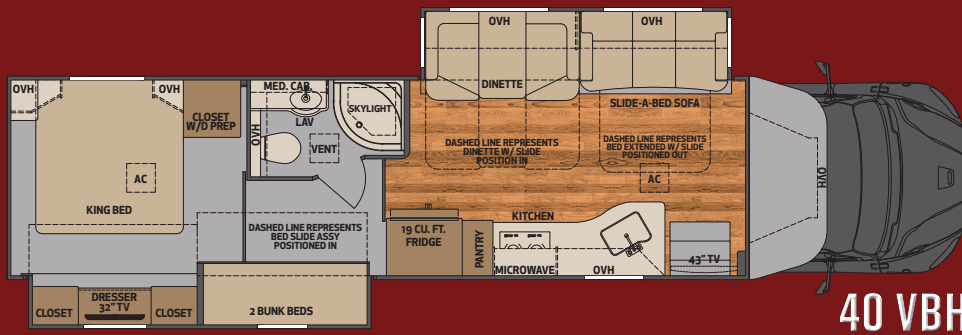 OVH
OVH
DINETTE
SLIDE-A-BED SOFA
OVH
OVH
CLOSET
W/D PREP
MED. CAB.
LAV
SKYLIGHT
OVH
VENT
DASHED LINE REPRESENTS
DINETTE W/ SLIDE
POSITION IN
DASHED LINE REPRESENTS
BED EXTENDED W/ SLIDE
POSITIONED OUT
AC
AC
OVH
KING BED
DASHED LINE REPRESENTS
BED SLIDE ASSY
POSITIONED IN
19 CU. FT.
FRIDGE
PANTRY
KITCHEN
MICROWAVE
OVH
43" TV
CLOSET
DRESSER
32" TV
CLOSET
2 BUNK BEDS
40 VBH